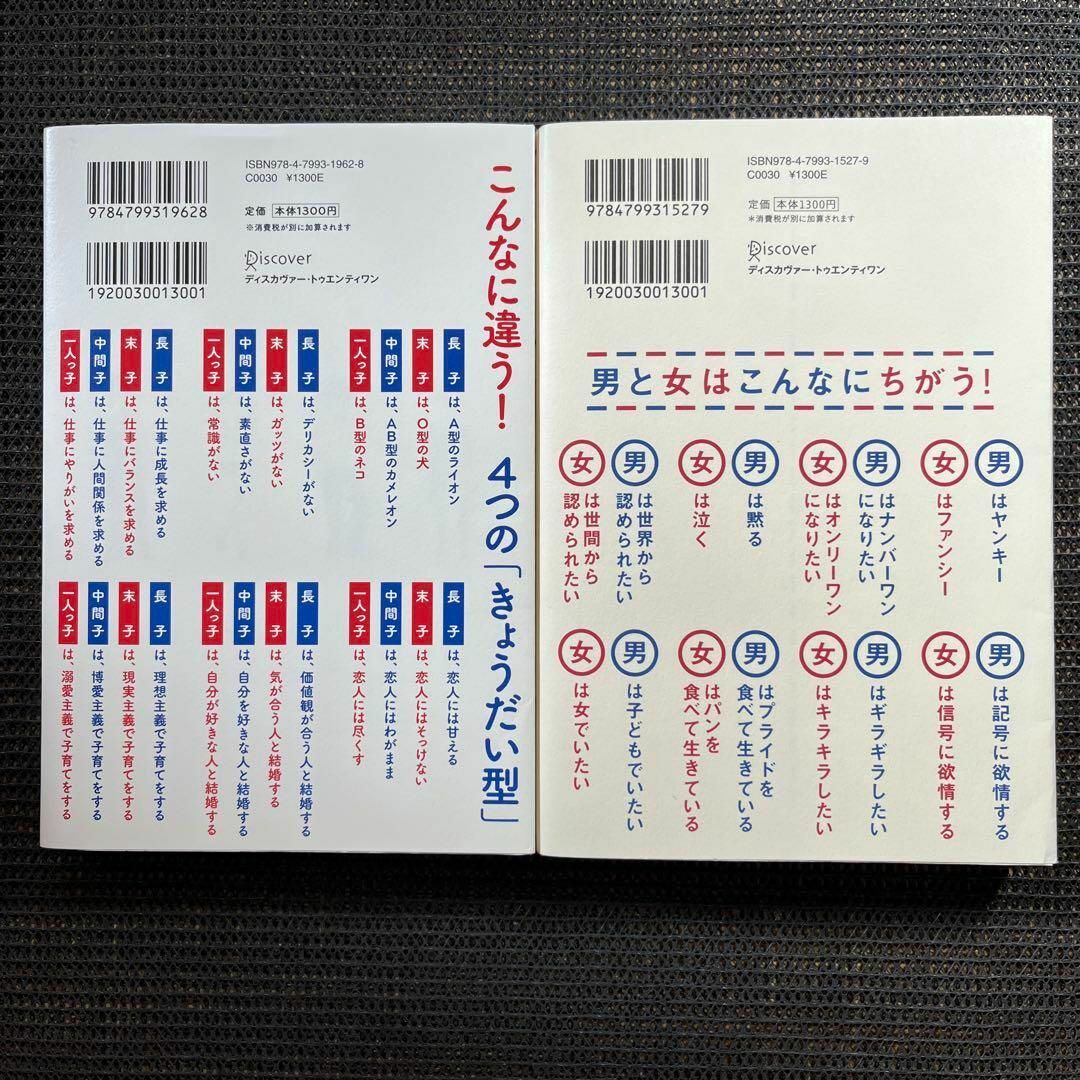 ISBN978-4-7993-1962-8
C0030 ¥1300E
9784799319628
定価 本体1300円
※消費税が別に加算されます
Discover
ディスカヴァー・トゥエンティワン
1920030013001
こんなに違う! 4つの「きょうだい型」
長子は、A型のライオン
末子は、O型の犬
中間子は、AB型のカメレオン
一人っ子は、B型のネコ
長子は、デリカシーがない
末子は、ガッツがない
中間子は、素直さがない
一人っ子は、常識がない
長子は、仕事に成長を求める
末子は、仕事にバランスを求める
中間子は、仕事に人間関係を求める
一人っ子は、仕事にやりがいを求める
長子は、恋人には甘える
末子は、恋人にはそっけない
中間子は、恋人にはわがまま
一人っ子は、恋人には尽くす
長子は、価値観が合う人と結婚する
末子は、気が合う人と結婚する
中間子は、自分を好きな人と結婚する
一人っ子は、自分が好きな人と結婚する
長子は、理想主義で子育てをする
末子は、現実主義で子育てをする
中間子は、博愛主義で子育てをする
一人っ子は、溺愛主義で子育てをする
ISBN978-4-7993-1527-9
C0030 ¥1300E
9784799315279
定価 本体1300円
*消費税が別に加算されます
Discover
ディスカヴァー・トゥエンティワン
1920030013001
男と女はこんなにちがう!
男はヤンキー
女はファンシー
男はナンバーワン
になりたい
女はオンリーワン
になりたい
男は黙る
女は泣く
男は世界から
認められたい
女は世間から
認められたい
男は記号に欲情する
女は信号に欲情する
男はギラギラしたい
女はキラキラしたい
男はプライドを
食べて生きている
女はパンを
食べて生きている
男は子どもでいたい
女は女でいたい